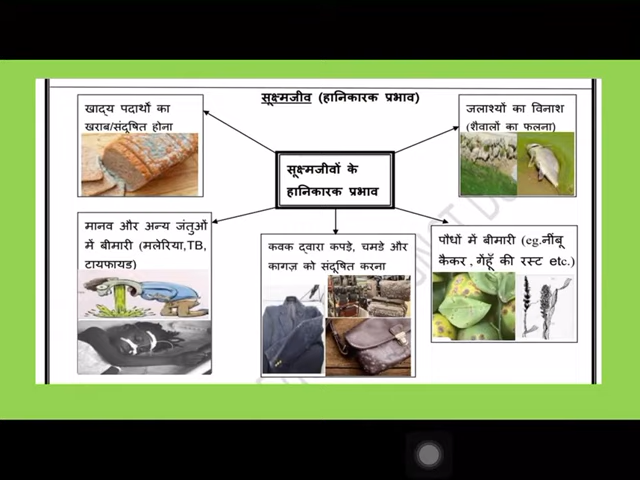 सूक्ष्मजीव (हानिकारक प्रभाव)
खाद्य पदार्थो का
खराब/संदूषित होना
जलाश्यों का विनाश
(शैवालों का फलना)
सूक्ष्मजीवों के
हानिकारक प्रभाव
मानव और अन्य जंतुओं
में बीमारी (मलेरिया,TB,
टायफायड)
कवक द्वारा कपड़े, चमडे और
कागज़ को संदूषित करना
पौधों में बीमारी (eg.नींबू
कैकर , गेंहूँ की रस्ट etc.)